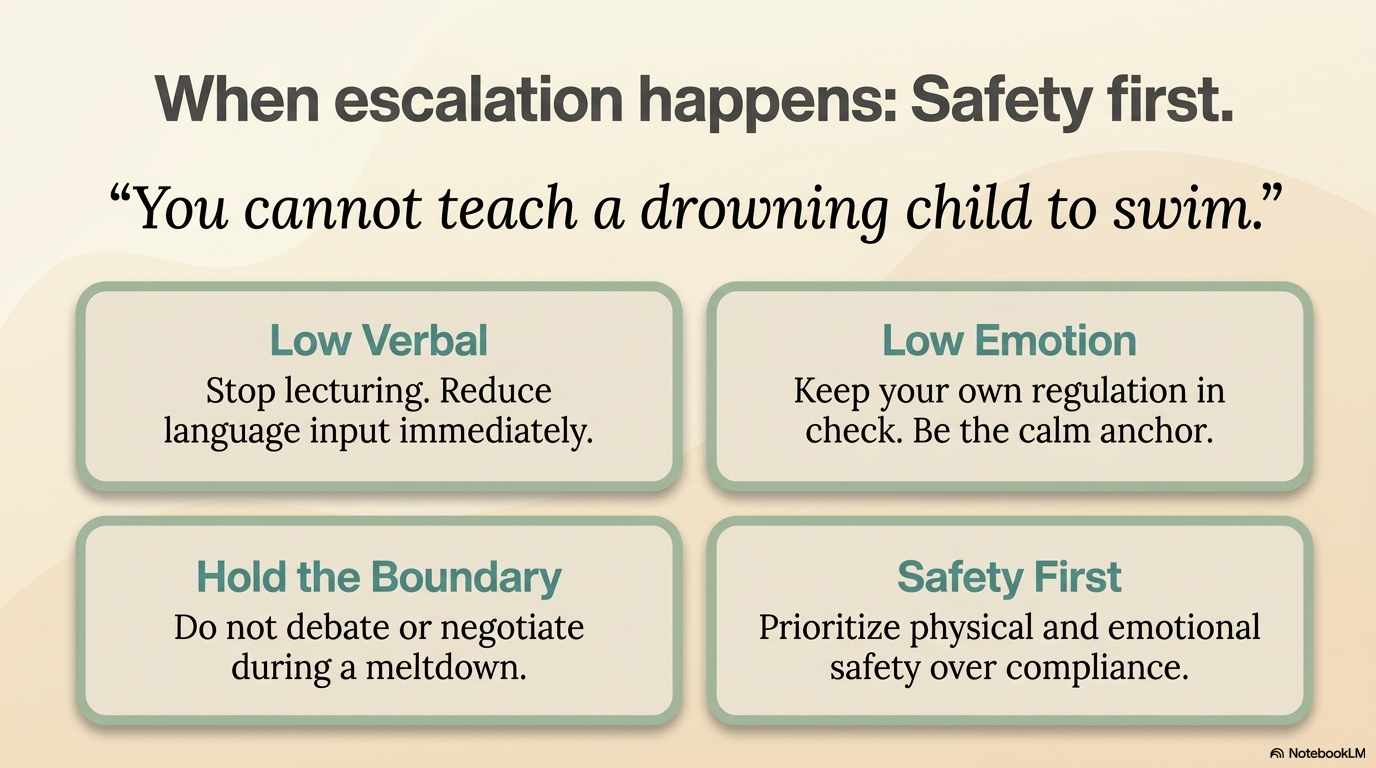 When escalation happens: Safety first.
“You cannot teach a drowning child to swim.”
Low Verbal
Stop lecturing. Reduce
language input immediately.
Low Emotion
Keep your own regulation in
check. Be the calm anchor.
Hold the Boundary
Do not debate or negotiate
during a meltdown.
Safety First
Prioritize physical and emotional
safety over compliance.
NotebookLM